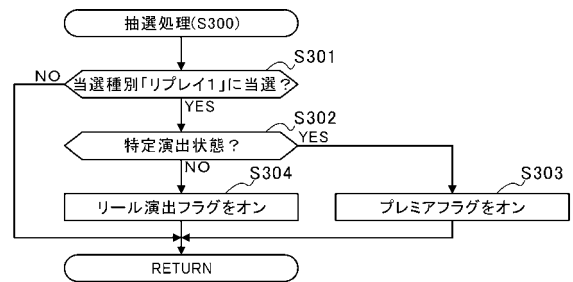 抽選処理(S300)
S301
NO
当選種別「リプレイ1」に当選?
YES
S302
特定演出状態?
YES
NO
S304
S303
リール演出フラグをオン
プレミアフラグをオン
RETURN